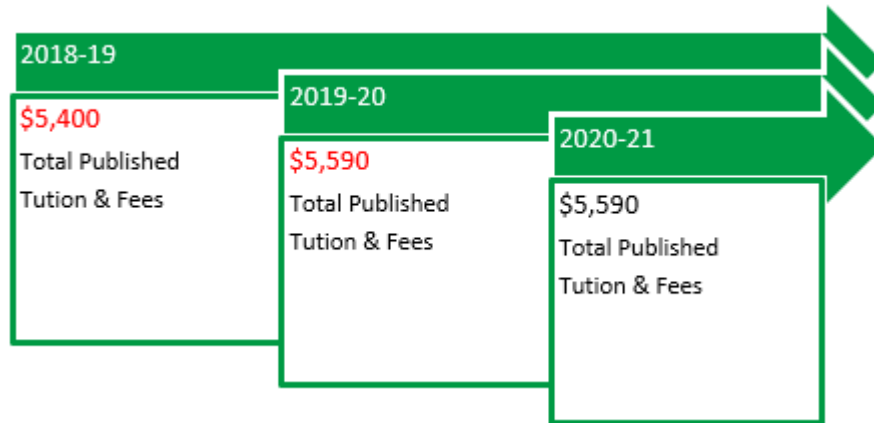 2018-19
$5,400
Total Published
Tution & Fees
2019-20
$5,590
Total Published
Tution & Fees
2020-21
$5,590
Total Published
Tution & Fees